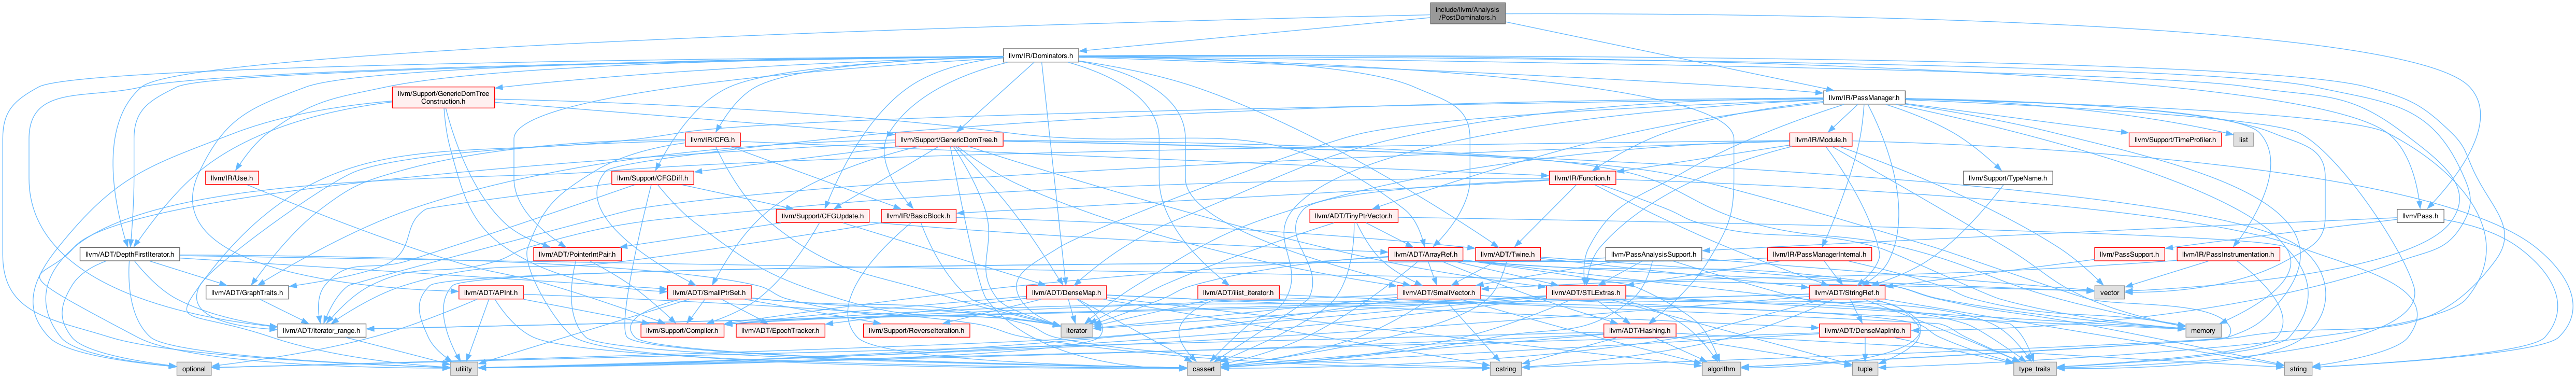 include/llvm/Analysis
/PostDominators.h
llvm/IR/Dominators.h
llvm/Support/GenericDomTree
Construction.h
llvm/IR/PassManager.h
llvm/IR/CFG.h
llvm/Support/GenericDomTree.h
llvm/IR/Module.h
llvm/Support/TimeProfiler.h
list
llvm/IR/Use.h
llvm/Support/CFGDiff.h
llvm/IR/Function.h
llvm/Support/TypeName.h
llvm/Support/CFGUpdate.h
llvm/IR/BasicBlock.h
llvm/ADT/TinyPtrVector.h
llvm/Pass.h
llvm/ADT/DepthFirstIterator.h
llvm/ADT/PointerIntPair.h
llvm/ADT/ArrayRef.h
llvm/ADT/Twine.h
llvm/PassAnalysisSupport.h
llvm/IR/PassManagerInternal.h
llvm/PassSupport.h
llvm/IR/PassInstrumentation.h
llvm/ADT/GraphTraits.h
llvm/ADT/APInt.h
llvm/ADT/SmallPtrSet.h
llvm/ADT/DenseMap.h
llvm/ADT/ilist_iterator.h
llvm/ADT/SmallVector.h
llvm/ADT/STLExtras.h
llvm/ADT/StringRef.h
vector
llvm/ADT/iterator_range.h
llvm/Support/Compiler.h
llvm/ADT/EpochTracker.h
llvm/Support/ReverseIteration.h
iterator
llvm/ADT/Hashing.h
llvm/ADT/DenseMapInfo.h
memory
optional
utility
cassert
cstring
algorithm
tuple
type_traits
string